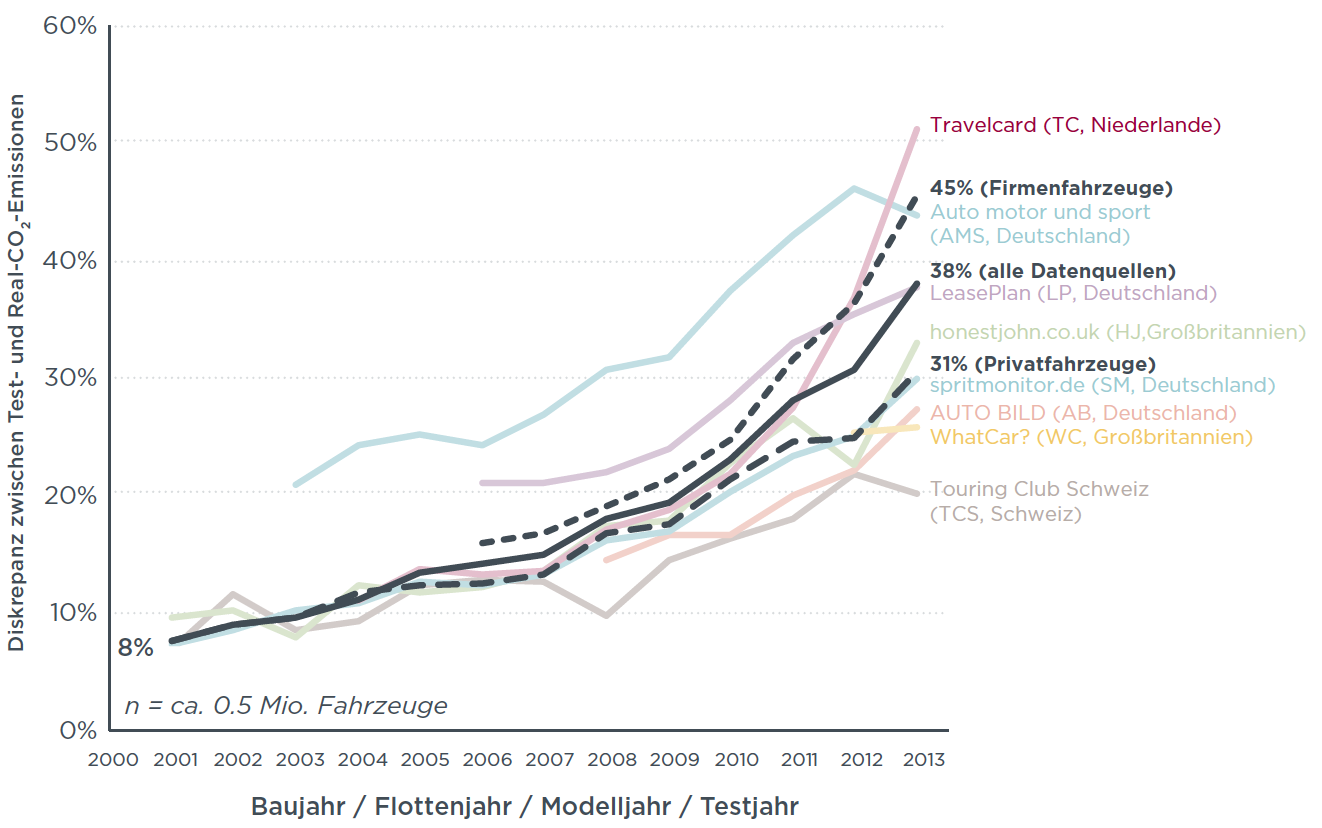 60%
50%
40%
30%
20%
10%
0%
Diskrepanz zwischen Test- und Real-CO₂-Emissionen
8%
n = ca. 0.5 Mio. Fahrzeuge
Travelcard (TC, Niederlande)
45% (Firmenfahrzeuge)
Auto motor und sport
(AMS, Deutschland)
38% (alle Datenquellen)
LeasePlan (LP, Deutschland)
honestjohn.co.uk (HJ,Großbritannien)
31% (Privatfahrzeuge)
spritmonitor.de (SM, Deutschland)
AUTO BILD (AB, Deutschland)
WhatCar? (WC, Großbritannien)
Touring Club Schweiz
(TCS, Schweiz)
2000 2001 2002 2003 2004 2005 2006 2007 2008 2009 2010 2011 2012 2013
Baujahr / Flottenjahr / Modelljahr / Testjahr